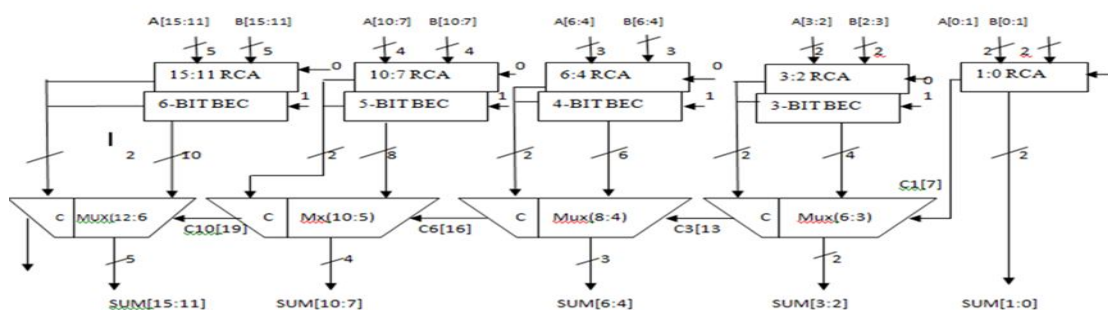 A[15:11] B[15:11] A[10:7] B[10:7] A[6:4] B[6:4] A[3:2] B[2:3] A[0:1] B[0:1]
5 5 4 4 3 3 2 2 2 2
0 0 0 0
15:11 RCA 10:7 RCA 6:4 RCA 3:2 RCA 1:0 RCA
1 1 1 1
6-BIT BEC 5-BIT BEC 4-BIT BEC 3-BIT BEC
2 10 2 8 2 6 2 4 2
C1[7]
C MUX(12:6 C Mx(10:5) C Mux(8:4) C Mux(6:3)
C10[19] C6[16] C3[13
5 4 3 2
SUM[15:11] SUM[10:7] SUM[6:4] SUM[3:2] SUM[1:0]